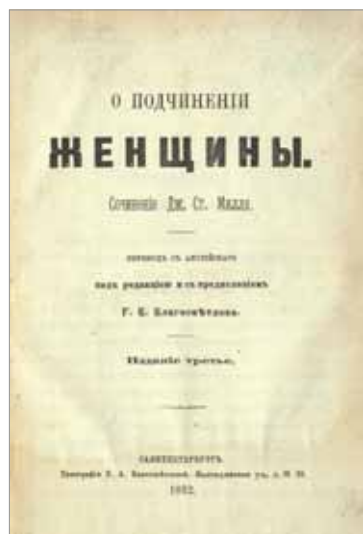 О ПОДЧИНЕНІИ
ЖЕНЩИНЫ.
Сочиненіе Дж. Ст. Милля.
ПЕРЕВОДЪ СЪ АНГЛІЙСКАГО
подъ редакціею и съ предисловіемъ
Г. Е. Благосвѣтлова.
Изданіе третье.
САНКТПЕТЕРБУРГЪ.
Типографія
1882.